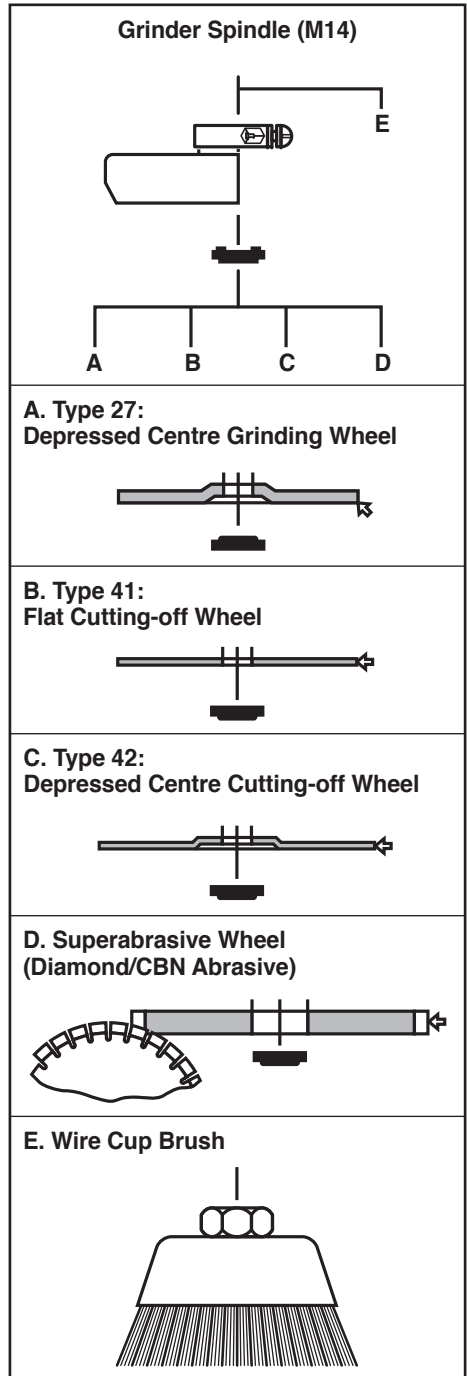 Grinder Spindle (M14)
E
A B C D
A. Type 27:
Depressed Centre Grinding Wheel
B. Type 41:
Flat Cutting-off Wheel
C. Type 42:
Depressed Centre Cutting-off Wheel
D. Superabrasive Wheel
(Diamond/CBN Abrasive)
E. Wire Cup Brush